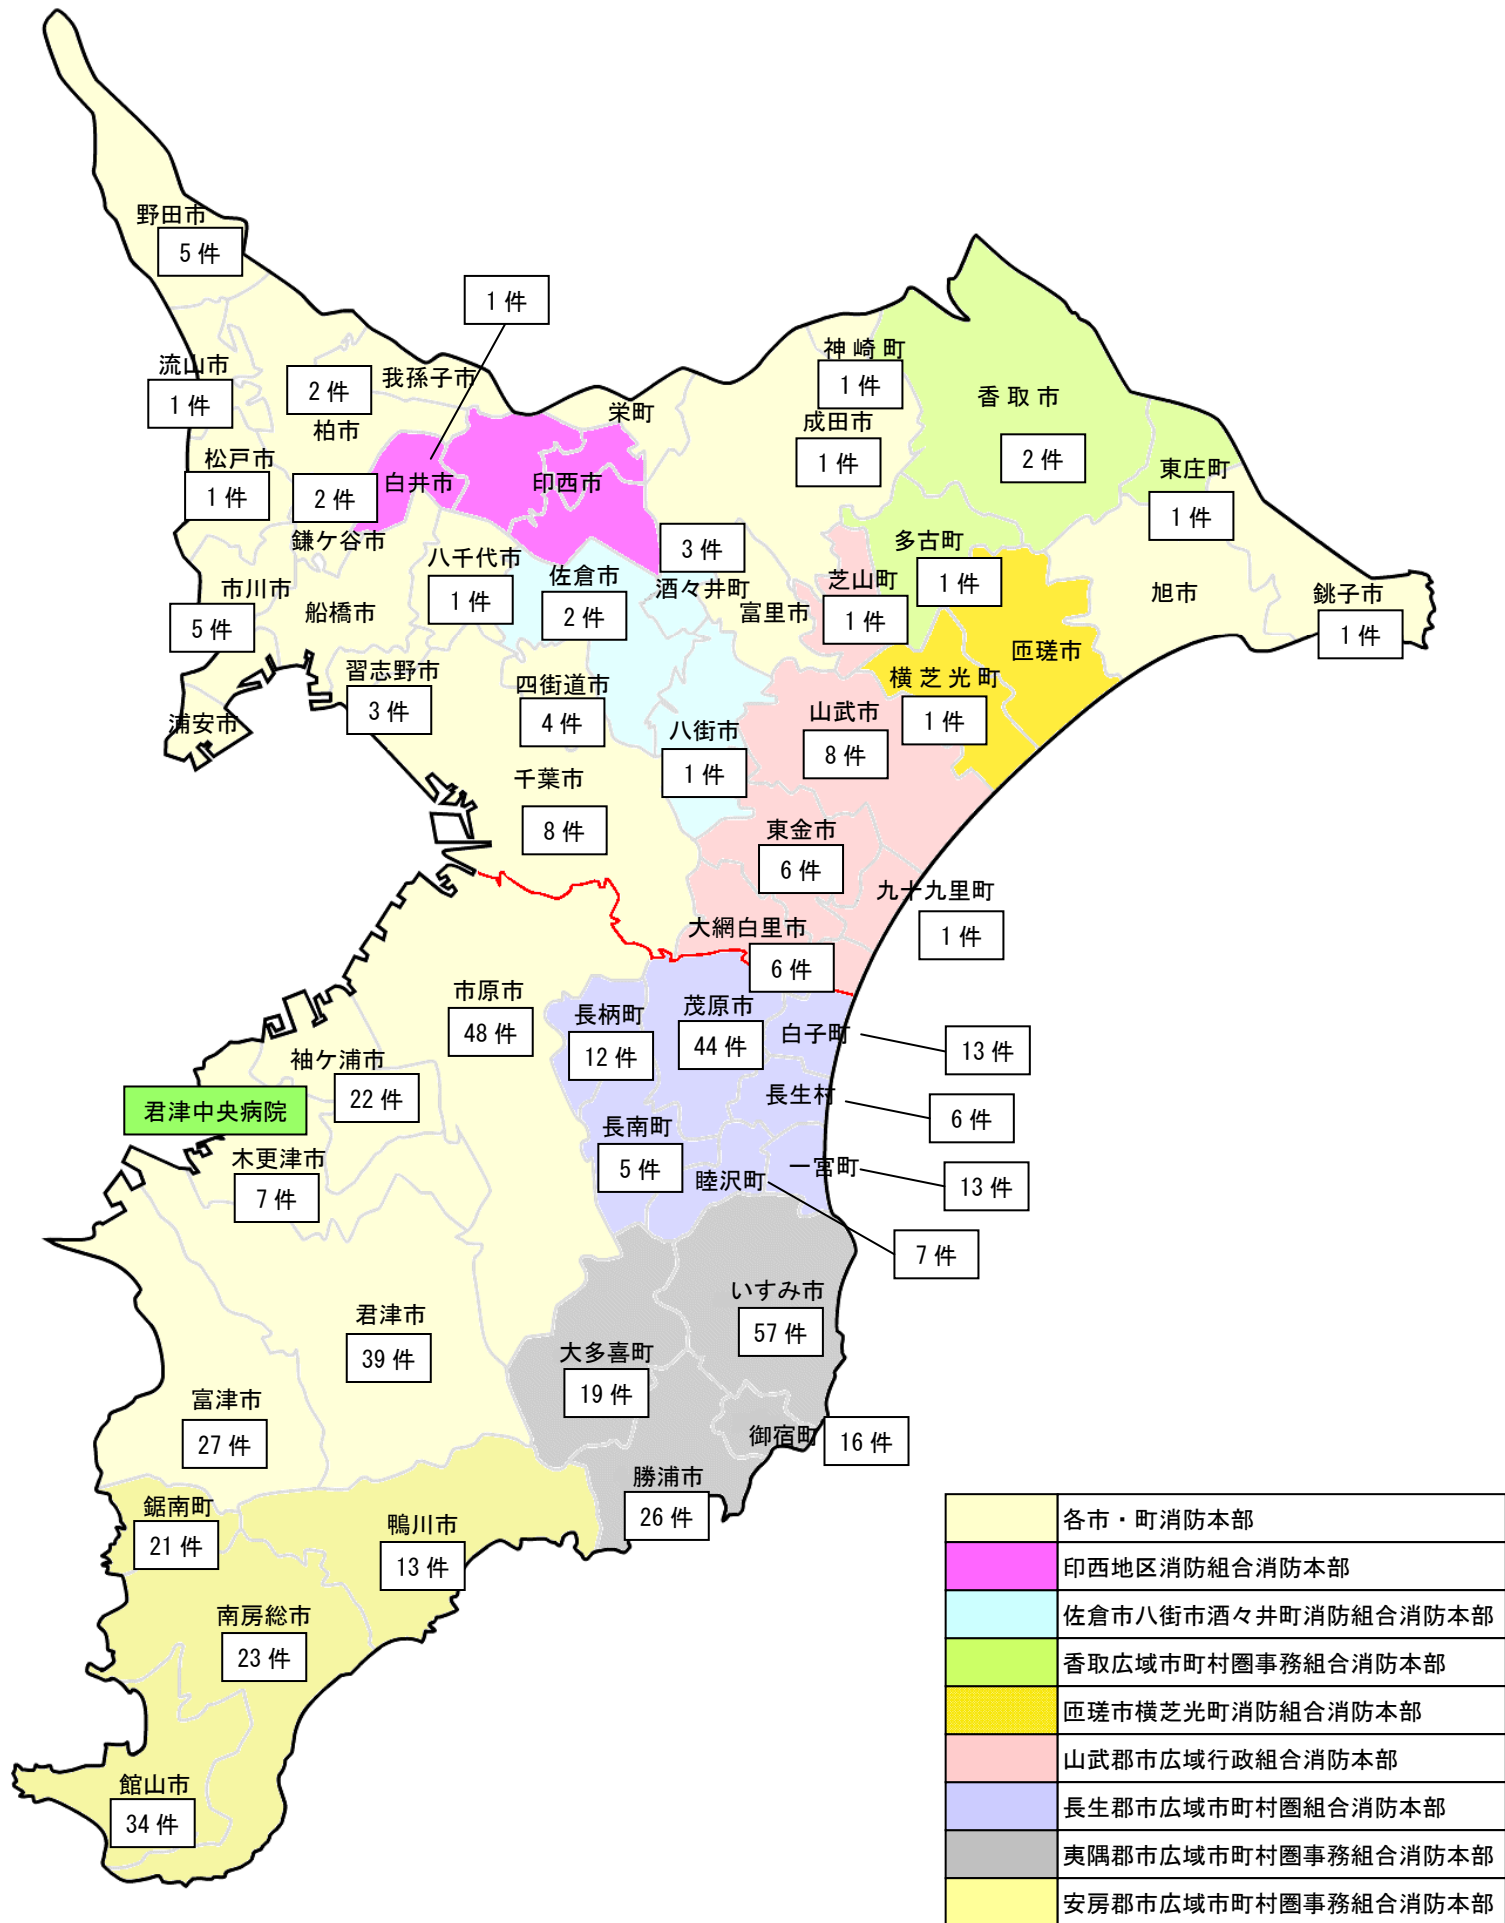 野田市
5 件
1 件
流山市
1 件
2 件
我孫子市
柏市
松戸市
1 件
2 件
鎌ケ谷市
白井市
印西市
栄町
神崎町
1 件
成田市
1 件
香取市
2 件
東庄町
1 件
多古町
1 件
芝山町
1 件
旭市
銚子市
1 件
匝瑳市
横芝光町
1 件
市川市
5 件
船橋市
八千代市
1 件
佐倉市
2 件
3 件
酒々井町
富里市
浦安市
習志野市
3 件
四街道市
4 件
八街市
1 件
山武市
8 件
千葉市
8 件
東金市
6 件
九十九里町
1 件
大網白里市
6 件
市原市
48 件
長柄町
12 件
茂原市
44 件
白子町
13 件
長生村
6 件
一宮町
13 件
長南町
5 件
睦沢町
7 件
袖ケ浦市
22 件
君津中央病院
木更津市
7 件
君津市
39 件
富津市
27 件
いすみ市
57 件
大多喜町
19 件
御宿町
16 件
勝浦市
26 件
鋸南町
21 件
鴨川市
13 件
南房総市
23 件
館山市
34 件
各市・町消防本部
印西地区消防組合消防本部
佐倉市八街市酒々井町消防組合消防本部
香取広域市町村圏事務組合消防本部
匝瑳市横芝光町消防組合消防本部
山武郡市広域行政組合消防本部
長生郡市広域市町村圏組合消防本部
夷隅郡市広域市町村圏事務組合消防本部
安房郡市広域市町村圏事務組合消防本部